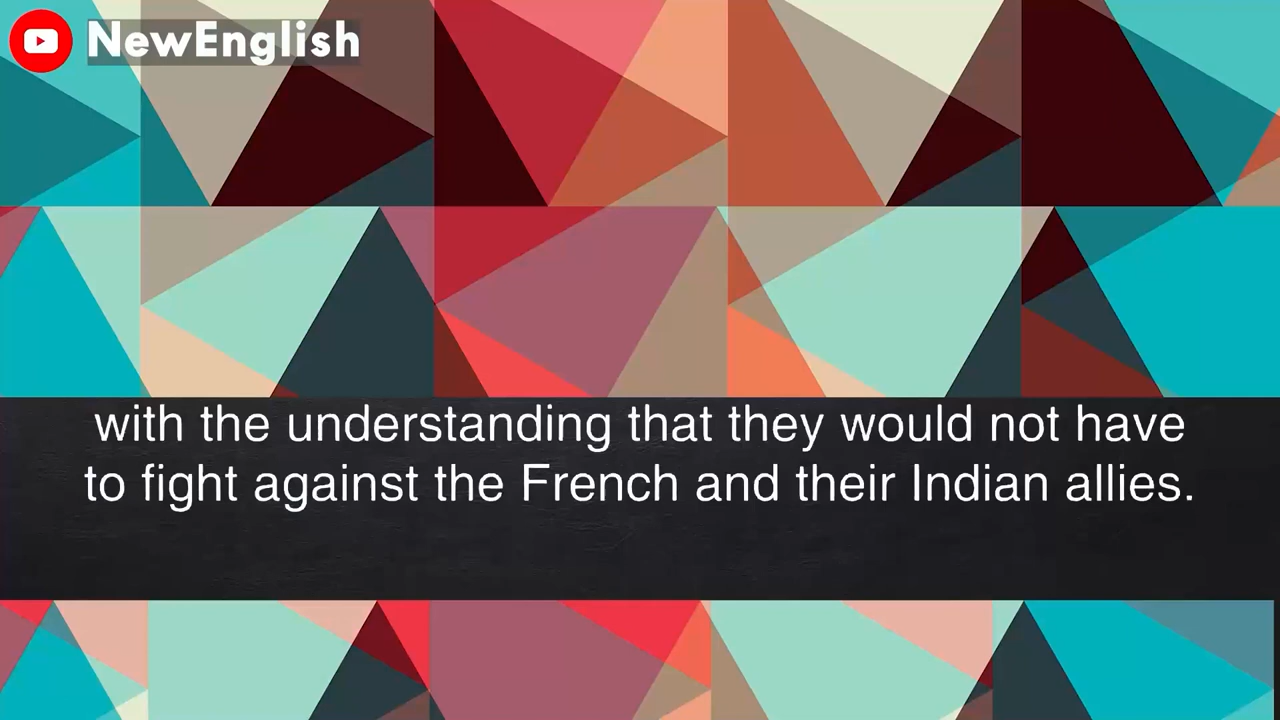 NewEnglish
with the understanding that they would not have
to fight against the French and their Indian allies.